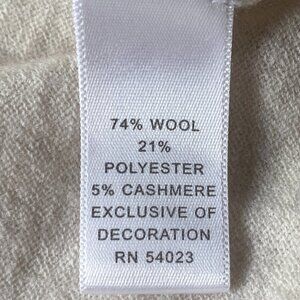 74% WOOL
21%
POLYESTER
5% CASHMERE
EXCLUSIVE OF
DECORATION
RN 54023